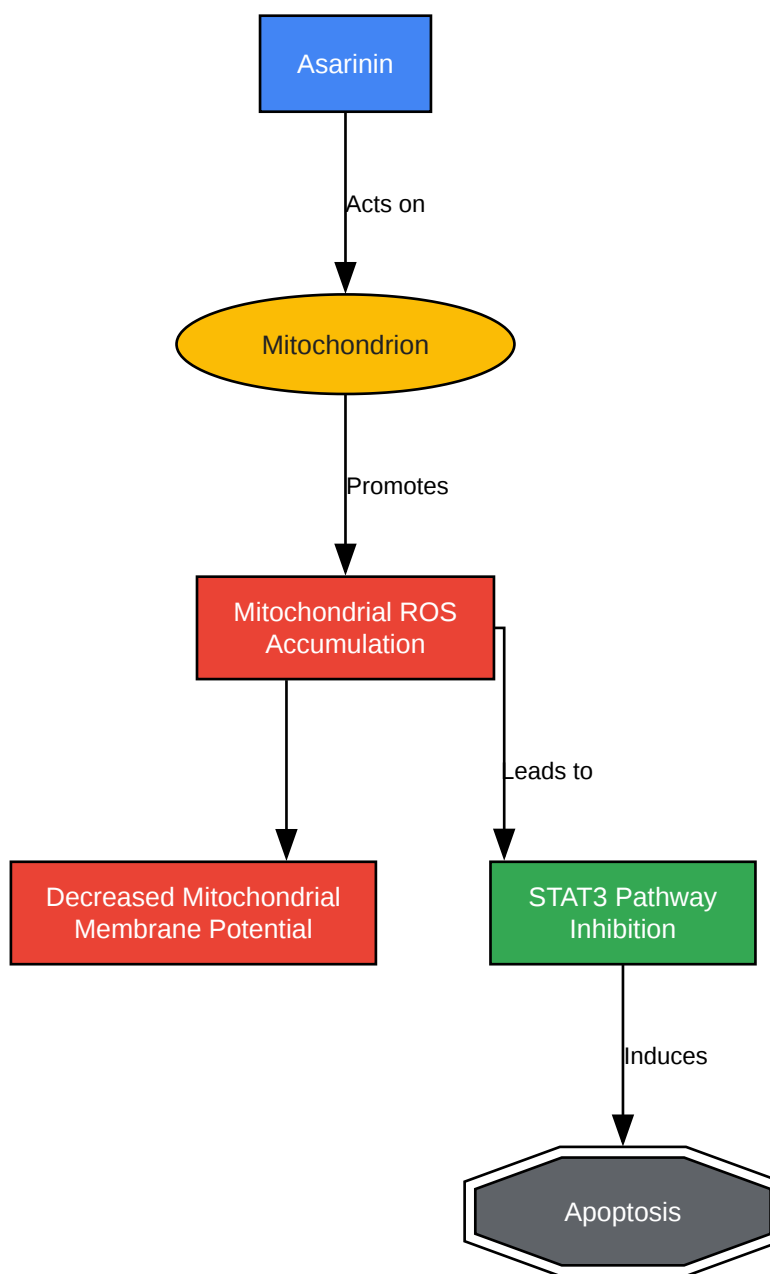 Asarinin
Acts on
Mitochondrion
Promotes
Mitochondrial ROS
Accumulation
Leads to
Decreased Mitochondrial
Membrane Potential
STAT3 Pathway
Inhibition
Induces
Apoptosis